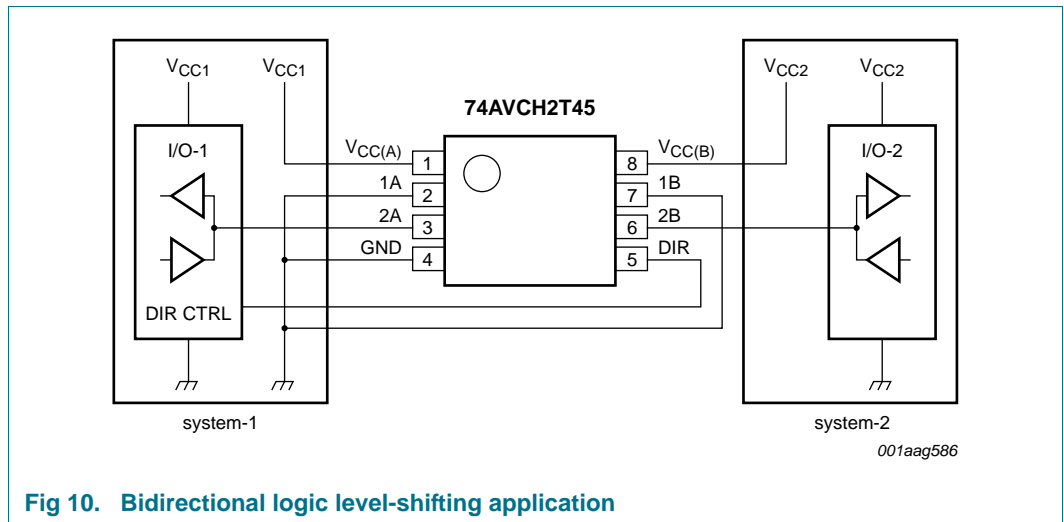 VCC1 VCC1
I/O-1
DIR CTRL
system-1
74AVCH2T45
VCC(A) 1
1A 2
2A 3
GND 4
8 VCC(B)
7 1B
6 2B
5 DIR
VCC2 VCC2
I/O-2
system-2
001aag586
Fig 10. Bidirectional logic level-shifting application